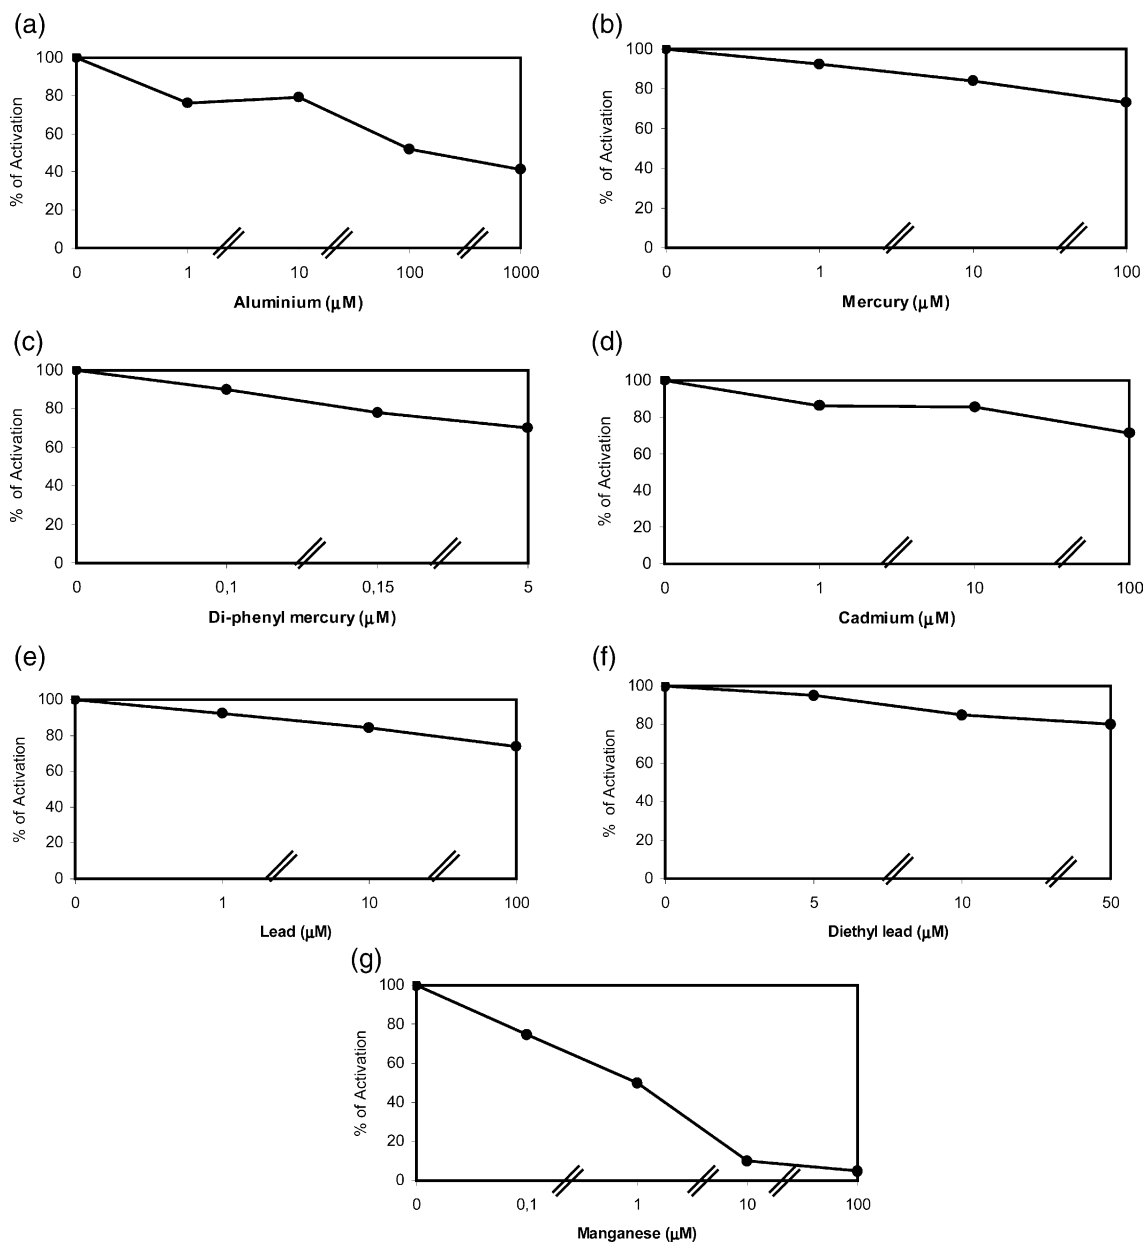 (a)
100
80
60
40
20
0
% of Activation
0 1 10 100 1000
Aluminium (μM)
(b)
100
80
60
40
20
0
% of Activation
0 1 10 100
Mercury (μM)
(c)
100
80
60
40
20
0
% of Activation
0 0,1 0,15 5
Di-phenyl mercury (μM)
(d)
100
80
60
40
20
0
% of Activation
0 1 10 100
Cadmium (μM)
(e)
100
80
60
40
20
0
% of Activation
0 1 10 100
Lead (μM)
(f)
100
80
60
40
20
0
% of Activation
0 5 10 50
Diethyl lead (μM)
(g)
100
80
60
40
20
0
% of Activation
0 0,1 1 10 100
Manganese (μM)